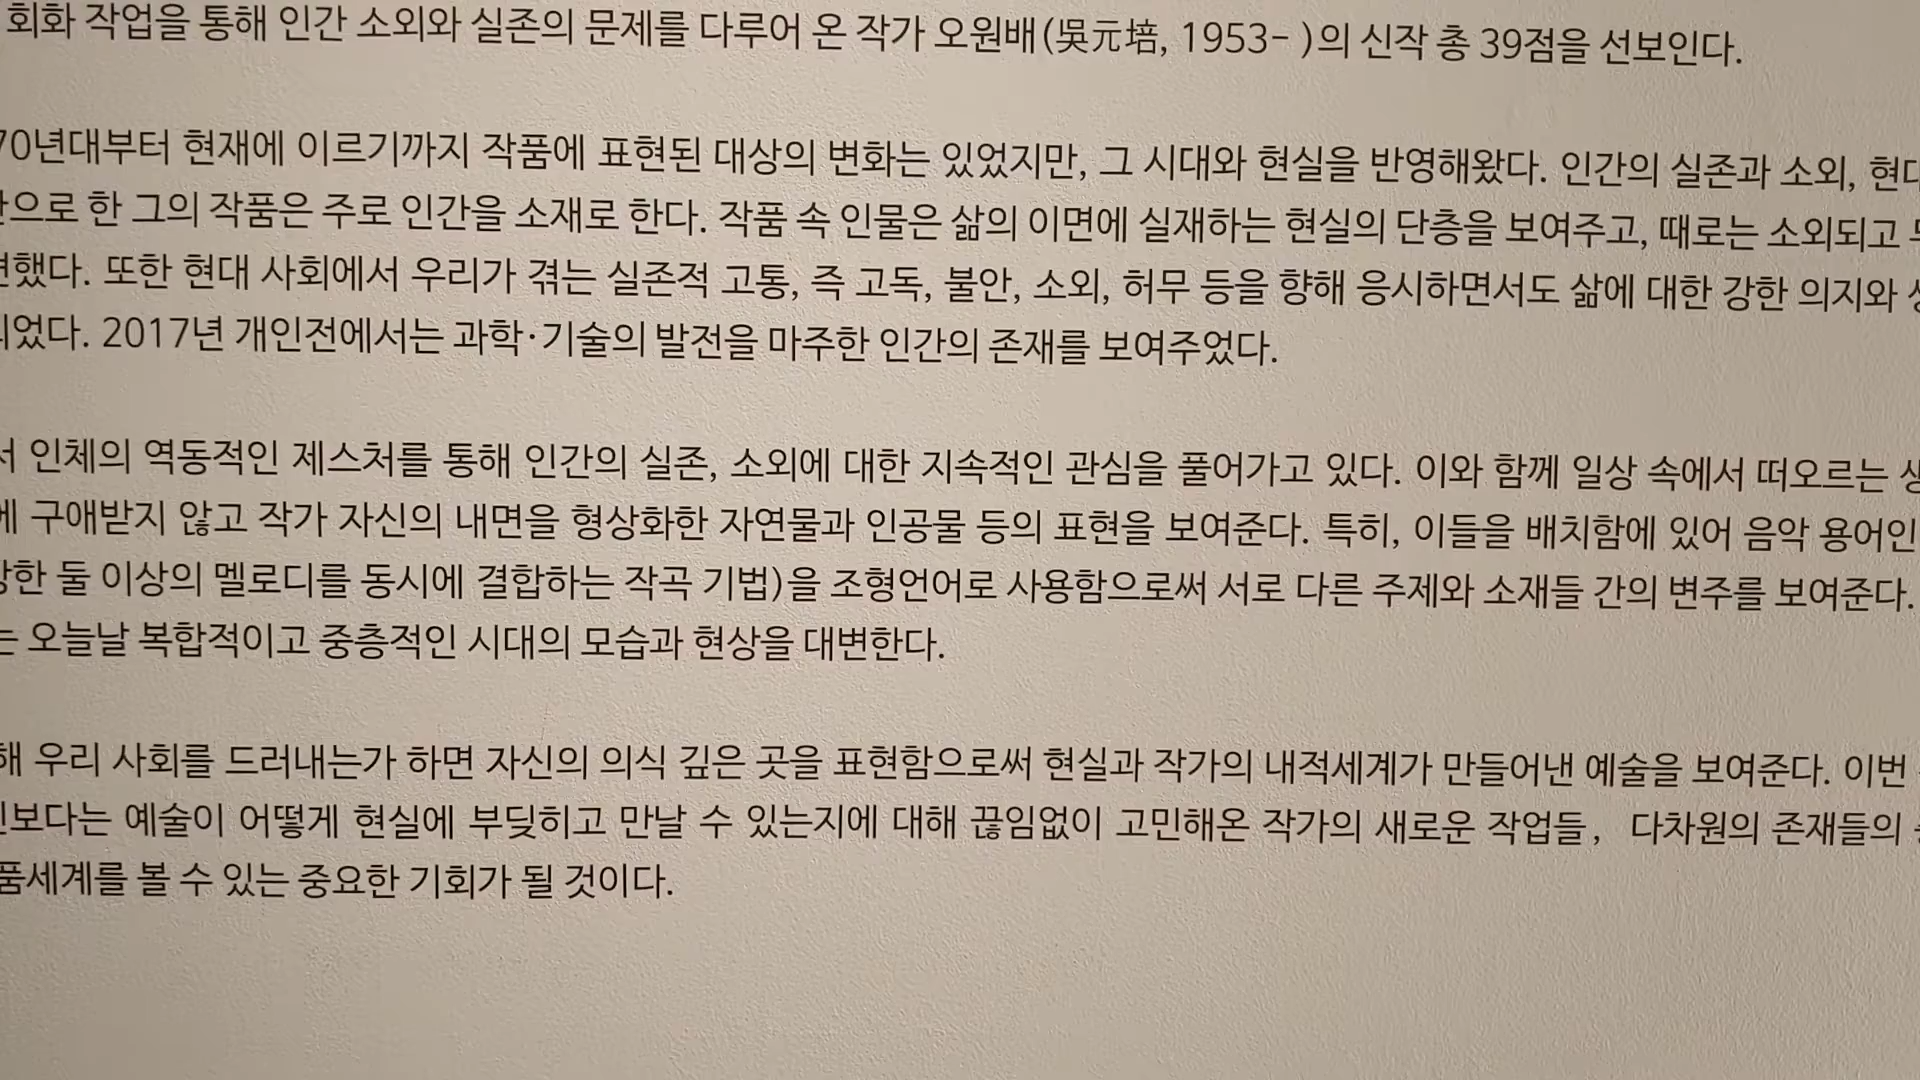 회화 작업을 통해 인간 소외와 실존의 문제를 다루어 온 작가 오원배(吳元培, 1953- )의 신작 총 39점을 선보인다.
70년대부터 현재에 이르기까지 작품에 표현된 대상의 변화는 있었지만, 그 시대와 현실을 반영해왔다. 인간의 실존과 소외,
한 그의 작품은 주로 인간을 소재로 한다. 작품 속 인물은 삶의 이면에 실재하는 현실의 단층을 보여주고, 때로는 소외되고
또한 현대 사회에서 우리가 겪는 실존적 고통, 즉 고독, 불안, 소외, 허무 등을 향해 응시하면서도 삶에 대한 강한 의지와
되었다. 2017년 개인전에서는 과학·기술의 발전을 마주한 인간의 존재를 보여주었다.
서 인체의 역동적인 제스처를 통해 인간의 실존, 소외에 대한 지속적인 관심을 풀어가고 있다. 이와 함께 일상 속에서 떠오르는
에 구애받지 않고 작가 자신의 내면을 형상화한 자연물과 인공물 등의 표현을 보여준다. 특히, 이들을 배치함에 있어 음악 용어인
둘 이상의 멜로디를 동시에 결합하는 작곡 기법)을 조형언어로 사용함으로써 서로 다른 주제와 소재들 간의 변주를 보여준다.
는 오늘날 복합적이고 중층적인 시대의 모습과 현상을 대변한다.
해 우리 사회를 드러내는가 하면 자신의 의식 깊은 곳을 표현함으로써 현실과 작가의 내적세계가 만들어낸 예술을 보여준다. 이번
보다는 예술이 어떻게 현실에 부딪히고 만날 수 있는지에 대해 끊임없이 고민해온 작가의 새로운 작업들, 다차원의 존재들의
품세계를 볼 수 있는 중요한 기회가 될 것이다.